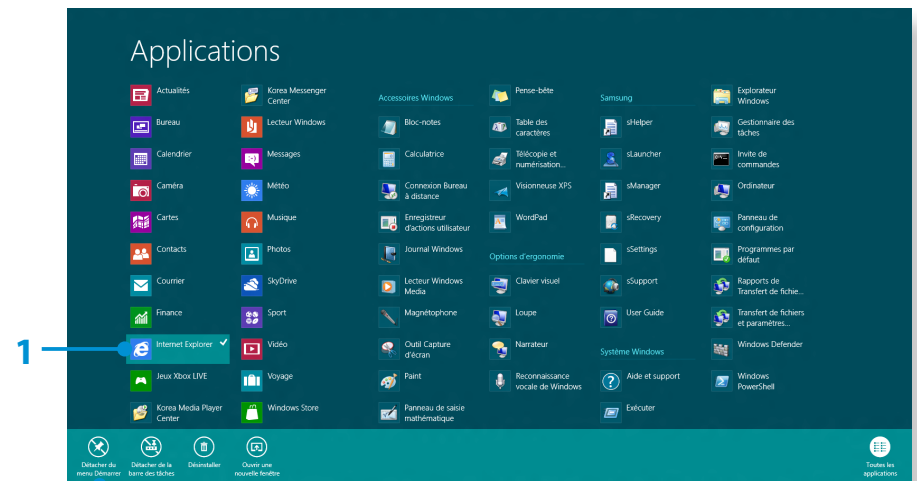 Applications
Actualités
Bureau
Calendrier
Caméra
Cartes
Contacts
Courrier
Finance
Internet Explorer
Jeux Xbox LIVE
Korea Media Player
Center
Korea Messenger
Center
Lecteur Windows
Messages
Météo
Musique
Photos
SkyDrive
Sport
Vidéo
Voyage
Windows Store
Accessoires Windows
Bloc-notes
Calculatrice
Connexion Bureau
à distance
Enregistreur
d'actions utilisateur
Journal Windows
Lecteur Windows
Media
Magnétophone
Outil Capture
d'écran
Paint
Panneau de saisie
mathématique
Pense-bête
Table des
caractères
Télécopie et
numérisation...
Visionneuse XPS
WordPad
Options d'ergonomie
Clavier visuel
Loupe
Narrateur
Reconnaissance
vocale de Windows
Samsung
sHelper
sLauncher
sManager
sRecovery
sSettings
sSupport
User Guide
Système Windows
Aide et support
Exécuter
Explorateur
Windows
Gestionnaire des
tâches
Invite de
commandes
Ordinateur
Panneau de
configuration
Programmes par
défaut
Rapports de
Transfert de fichie...
Transfert de fichiers
et paramètres...
Windows Defender
Windows
PowerShell
1
Détacher du
menu Démarrer
Détacher de la
barre des tâches
Désinstaller
Ouvrir une
nouvelle fenêtre
Toutes les
applications